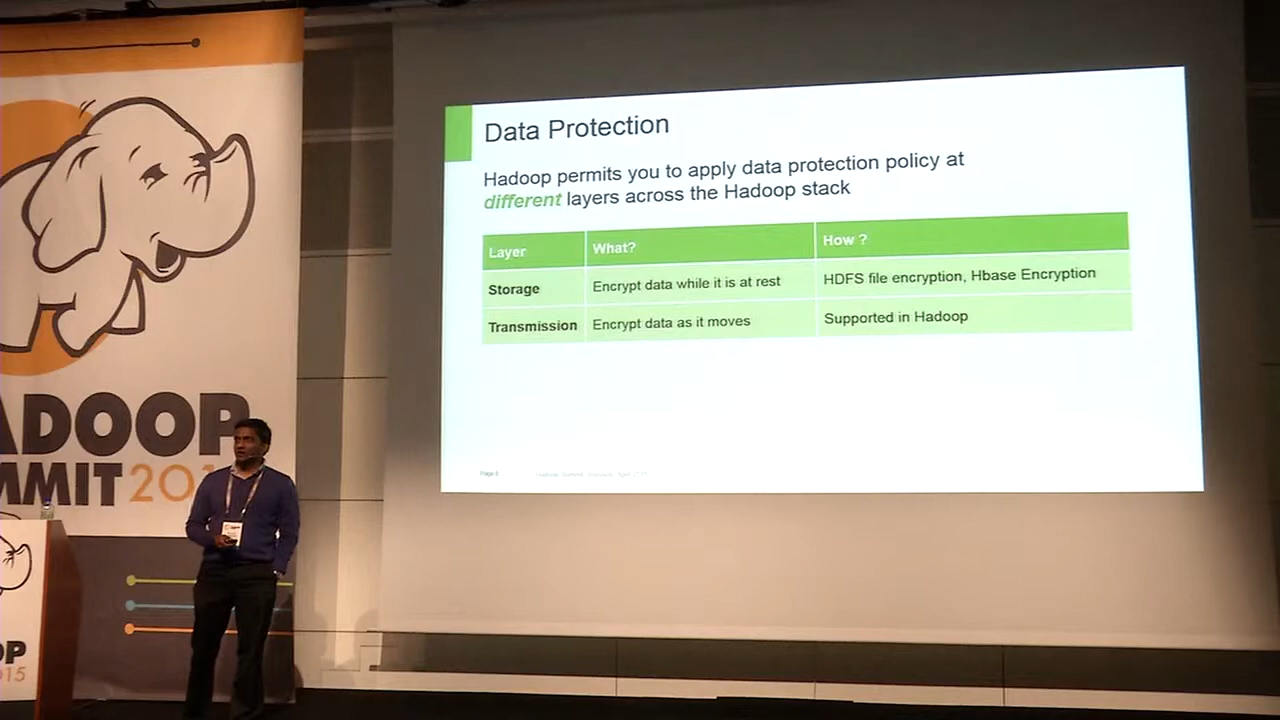 Data Protection
Hadoop permits you to apply data protection policy at
different layers across the Hadoop stack
Layer What? How ?
Storage Encrypt data while it is at rest HDFS file encryption, Hbase Encryption
Transmission Encrypt data as it moves Supported in Hadoop
ADOOP
MMIT 201
OP
015